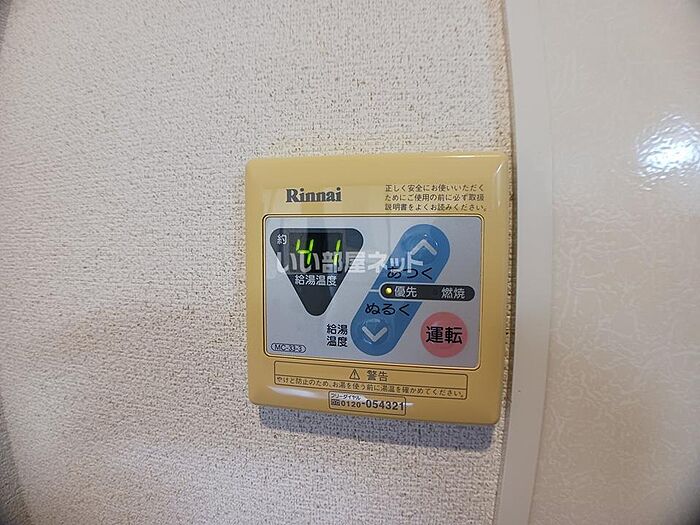 Rinnai
正しく安全にお使いいただく
ためにご使用の前に必ず取扱
説明書をよくお読みください。
約
41
給湯温度
いい部屋ネット
あつく
優先 燃焼
ぬるく
給湯
温度
運転
MC-33-3
⚠警告
やけど防止のため、お湯を使う前に湯温を確かめてください。
フリーダイヤル
0120-054321